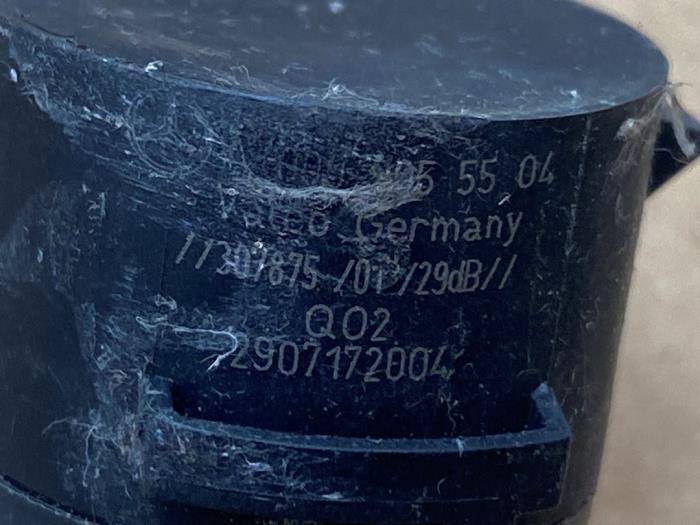 55 04
Valeo Germany
//307875 /01 /29dB//
Q02
2907172004